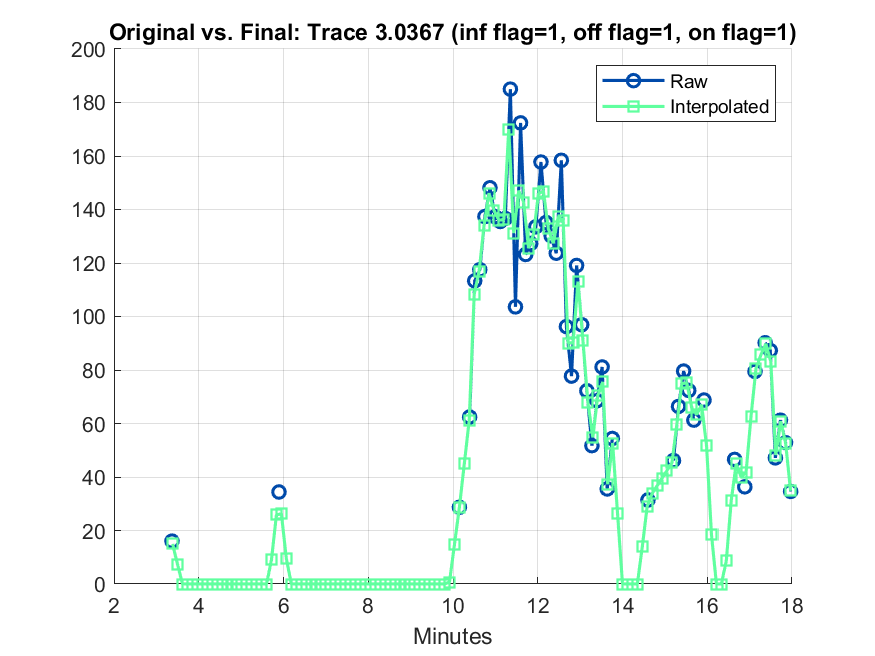 Original vs. Final: Trace 3.0367 (inf flag=1, off flag=1, on flag=1)
200
180
160
140
120
100
80
60
40
20
0
Raw
Interpolated
2 4 6 8 10 12 14 16 18
Minutes